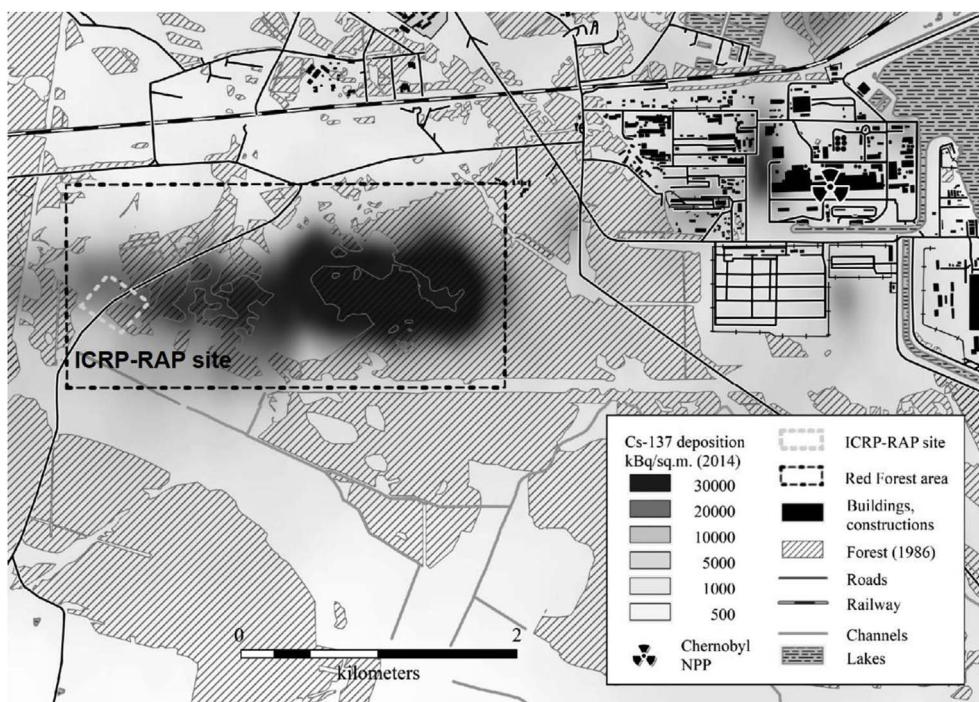 ICRP-RAP site
0
2
kilometers
Cs-137 deposition
kBq/sq.m. (2014)
30000
20000
10000
5000
1000
500
Chernobyl
NPP
ICRP-RAP site
Red Forest area
Buildings,
constructions
Forest (1986)
Roads
Railway
Channels
Lakes